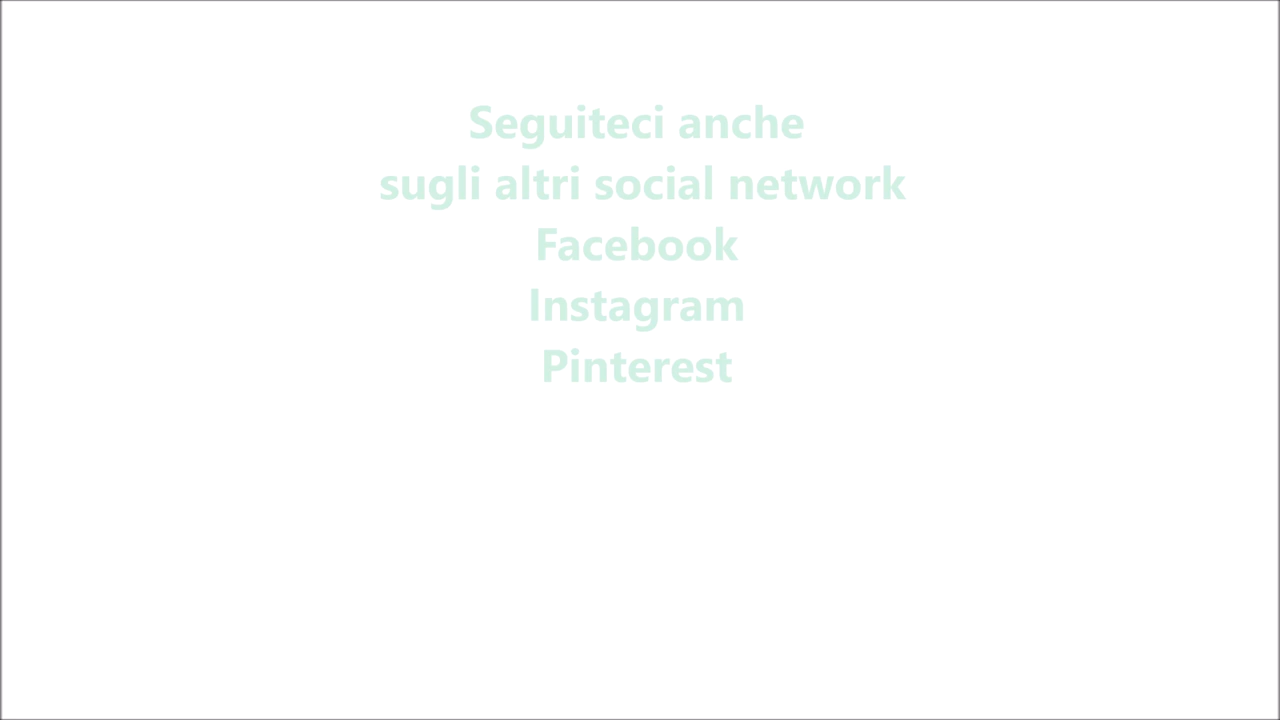 Seguiteci anche
sugli altri social network
Facebook
Instagram
Pinterest